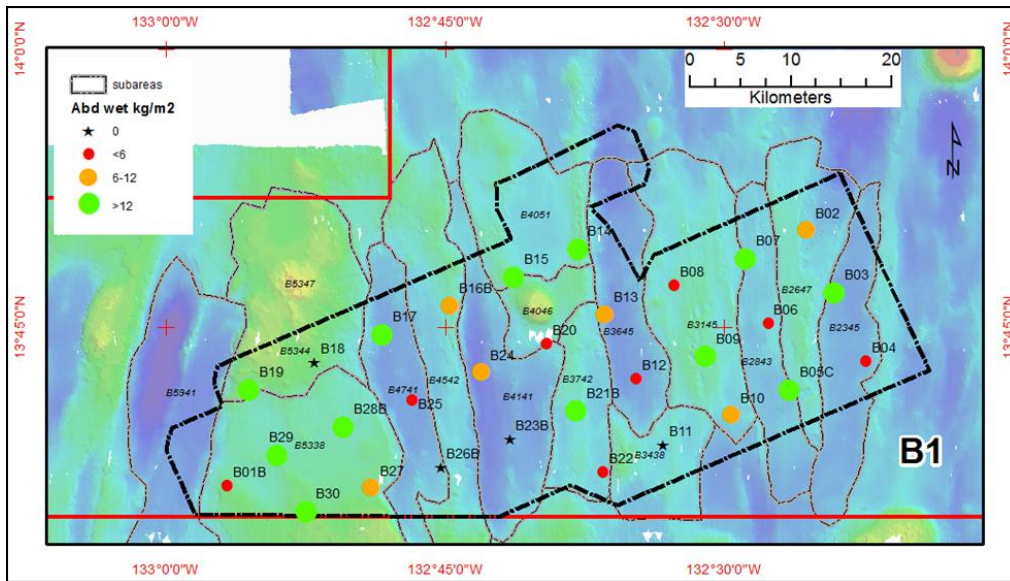 133°0'0"W
132°45'0"W
132°30'0"W
14°0'0"N
14°0'0"N
subareas
Abd wet kg/m2
0
<6
6-12
>12
0
5
10
15
20
Kilometers
N
B4051
B14
B15
B02
B07
B03
B08
B2647
B5347
B16B
B4046
B13
13°45'0"N
13°45'0"N
B17
B20
B3645
B3145
B06
B2345
B5344
B18
B24
B09
B2843
B04
B5941
B19
B4741
B4542
B4141
B3742
B12
B05C
B25
B21B
B10
B28B
B29
B5338
B23B
B11
B3438
B1
B26B
B22
B01B
B27
B30
133°0'0"W
132°45'0"W
132°30'0"W